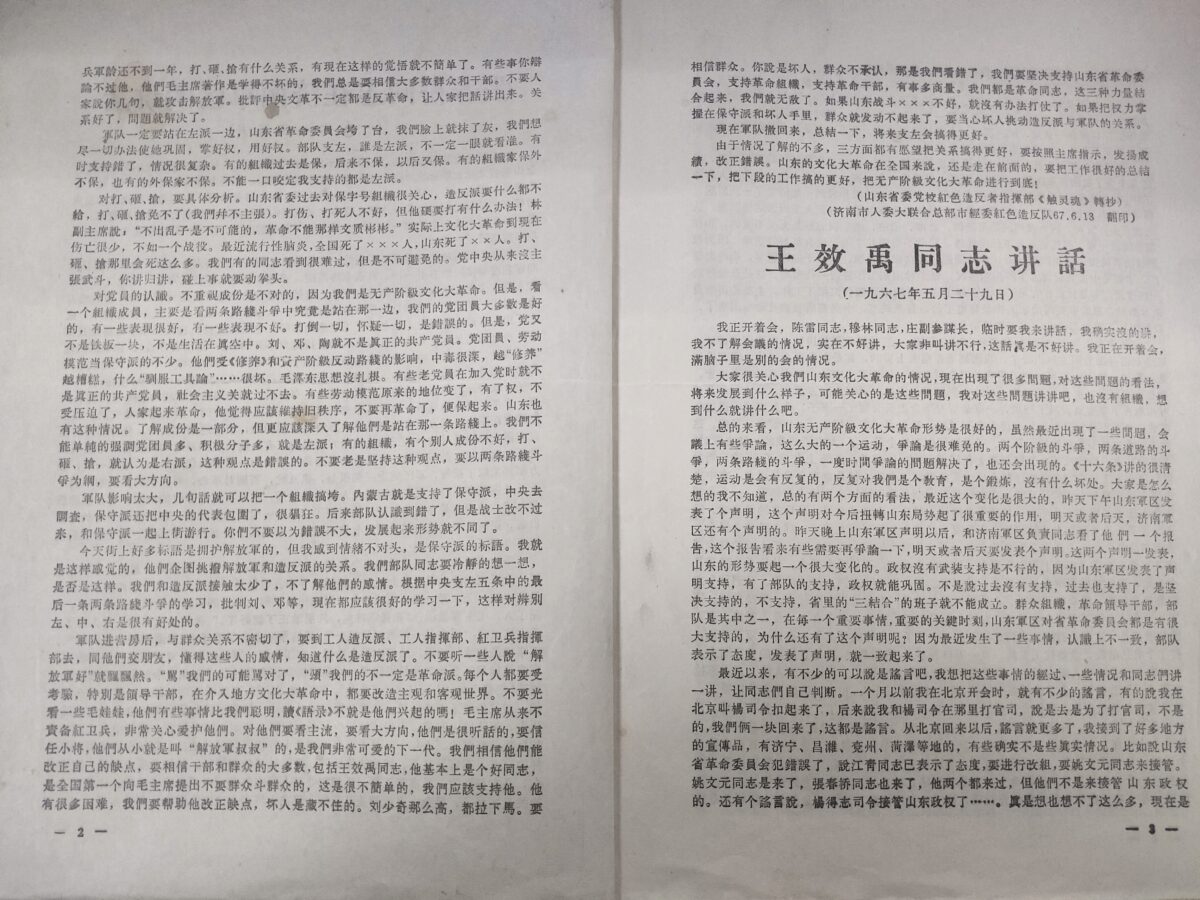 兵軍龄还不到一年，打、砸、搶有什么关系，有現在这样的觉悟就不簡单了。有些事你辯
論不过他，他們毛主席著作是学得不坏的，我們总是要相信大多数群众和干部。不要人
家說你几句，就攻击解放軍。批評中央文革不一定都是反革命，让人家把話講出来。关
系好了，問題就解决了。
軍队一定要站在左派一边，山东省革命委員会垮了台，我們脸上就抹了灰，我們想
尽一切办法使她巩固，掌好权，用好权。部队支左，誰是左派，不一定一眼就看准。有
时支持錯了，情况很复杂。有的組織过去是保，后来不保，以后又保。有的組織家保外
不保，也有的外保家不保。不能一口咬定我支持的都是左派。
对打、砸、搶，要具体分析。山东省委过去对保字号組織很关心，造反派要什么都不
給，打、砸、搶免不了(我們幷不主張)。打伤、打死人不好，但他硬要打有什么办法！林
副主席說：“不出乱子是不可能的，革命不能那样文质彬彬。”实际上文化大革命到現在
伤亡很少，不如一个战役。最近流行性脑炎，全国死了×××人，山东死了××人。打、
砸、搶那里会死这么多。我們有的同志看到很难过，但是不可避免的。党中央从来沒主
張武斗，你讲归讲，碰上事就要动拳头。
对党員的认識。不重视成份是不对的，因为我們是无产阶級文化大革命。但是，看
一个組織成員，主要是看两条路綫斗爭中究竟是站在那一边，我們的党团員大多数是好
的，有一些表現很好，有一些表現不好。打倒一切，怀疑一切，是錯誤的。但是，党又
不是铁板一块，不是生活在眞空中。刘、邓、陶就不是眞正的共产党員。党团員、劳动
模范当保守派的不少。他們受《修养》和資产阶級反动路綫的影响，中毒很深，越“修养”
越槽糕，什么“馴服工具論”……很坏。毛澤东思想沒扎根。有些老党員在加入党时就不
是眞正的共产党員，社会主义关就过不去。有些劳动模范原来的地位变了，有了权，不
受压迫了，人家起来革命，他觉得应該維持旧秩序，不要再革命了，便保起来。山东也
有这种情况。了解成份是一部分，但更应該深入了解他們是站在那一条路綫上。我們不
能单纯的强調党团員多、积极分子多，就是左派；有的組織，有个别人成份不好，打、
砸、搶，就认为是右派，这种观点是錯誤的。不要老是坚持这种观点，要以两条路綫斗
爭为綱，要看大方向。
軍队影响太大，几句話就可以把一个組織搞垮。內蒙古就是支持了保守派，中央去
調查，保守派还把中央的代表包围了，很猖狂。后来部队认識到錯了，但是战士改不过
来，和保守派一起上街游行。你們不要以为錯誤不大，发展起来形势就不同了。
今天街上好多标語是拥护解放軍的，但我感到情緒不对头，是保守派的标語。我就
是这样感觉的，他們企图挑撥解放軍和造反派的关系。我們部队同志要冷靜的想一想，
是否是这样。我們和造反派接触太少了，不了解他們的感情。根据中央支左五条中的最
后一条两条路綫斗爭的学习，批判刘、邓等，現在都应該很好的学习一下，这样对辨別
左、中、右是很有好处的。
軍队进营房后，与群众关系不密切了，要到工人造反派、工人指揮部、紅卫兵指揮
部去，同他們交朋友，懂得这些人的感情，知道什么是造反派了。不要听一些人說“解
放軍好”就飄飄然。“罵”我們的可能罵对了，“頌”我們的不一定是革命派。每个人都要受
考驗，特别是領导干部，在介入地方文化大革命中，都要改造主观和客观世界。不要光
看一些毛娃娃，他們有些事情比我們聪明，讀《語录》不就是他們兴起的嗎！毛主席从来不
責备紅卫兵，非常关心爱护他們。对他們要看主流，要看大方向，他們是很听話的，要信
任小将，他們从小就是叫“解放軍叔叔”的，是我們非常可爱的下一代。我們相信他們能
改正自己的缺点，要相信干部和群众的大多数，包括王效禹同志，他基本上是个好同志，
是全国第一个向毛主席提出不要群众斗群众的，这是很不簡单的，我們应該支持他。他
有很多困难，我們要帮助他改正缺点，坏人是藏不住的。刘少奇那么高，都拉下馬。要
— 2 —
相信群众。你說是坏人，群众不承认，那是我們看錯了，我們要坚决支持山东省革命委
員会，支持革命組織，支持革命干部，有事多商量。我們都是革命同志，这三种力量結
合起来，我們就无敌了。如果山东战斗×××不好，就沒有办法打仗了。如果把权力掌
握在保守派和坏人手里，群众就发动不起来了，要当心坏人挑动造反派与軍队的关系。
現在軍队撤回来，总結一下，将来支左会搞得更好。
由于情况了解的不多，三方面都有愿望把关系搞得更好，要按照主席指示，发扬成
績，改正錯誤。山东的文化大革命在全国来說，还是走在前面的，要把工作很好的总結
一下，把下段的工作搞的更好，把无产阶級文化大革命进行到底！
(山东省委党校紅色造反者指揮部《触灵魂》轉抄)
(济南市人委大联合总部市經委紅色造反队67.6.13 翻印)
王效禹同志讲話
(一九六七年五月二十九日)
我正开着会，陈雷同志，穆林同志，庄副参謀长，临时要我来讲話，我确实沒的讲，
我不了解会議的情况，实在不好讲，大家非叫讲不行，这話眞是不好讲。我正在开着会，
满脑子里是别的会的情况。
大家很关心我們山东文化大革命的情况，現在出現了很多問題，对这些問題的看法，
将来发展到什么样子，可能关心的是这些問題，我对这些問題讲讲吧，也沒有組織，想
到什么就讲什么吧。
总的来看，山东无产阶級文化大革命形势是很好的，虽然最近出現了一些問題，会
議上有些爭論，这么大的一个运动，爭論是很难免的。两个阶級的斗爭，两条道路的斗
爭，两条路綫的斗爭，一度时間爭論的問題解决了，也还会出現的。《十六条》讲的很清
楚，运动是会有反复的，反复对我們是个教育，是个鍛炼，沒有什么坏处。大家是怎么
想的我不知道，总的有两个方面的看法，最近这个变化是很大的，昨天下午山东軍区发
表了个声明，这个声明对今后扭轉山东局势起了很重要的作用，明天或者后天，济南軍
区还有个声明的。昨天晚上山东軍区声明以后，和济南軍区負責同志看了他 們 一 个 报
告，这个报告看来有些需要再爭論一下，明天或者后天要发表个声明。这两个声明一发表，
山东的形势要起一个很大变化的。政权沒有武装支持是不行的，因为山东軍区发表了声
明支持，有了部队的支持，政权就能巩固。不是說过去沒有支持，过去也支持了，是坚
决支持的，不支持，省里的“三結合”的班子就不能成立。群众組織，革命領导干部，部
队是其中之一，在每一个重要事情，重要的关键时刻，山东軍区对省革命委員会都是有很
大支持的，为什么还有了这个声明呢？因为最近发生了一些事情，认識上不一致，部队
表示了态度，发表了声明，就一致起来了。
最近以来，有不少的可以說是謠言吧，我想把这些事情的經过、一些情况和同志們讲
一讲，让同志們自己判断。一个月以前我在北京开会时，就有不少的謠言，有的說我在
北京叫楊司令扣起来了，后来說我和楊司令在那里打官司，說是去是为了打官司，不是
的，我們俩一块回来了，这都是謠言。从北京回来以后，謠言就更多了，我接到了好多地方
的宣傳品，有济宁、昌濰、兗州、菏澤等地的，有些确实不是些眞实情况。比如說山东
省革命委員会犯錯誤了，說江青同志已表示了态度，要进行改組，要姚文元同志来接管。
姚文元同志是来了，張春桥同志也来了，他两个都来过，但他們不是来接管 山 东 政 权
的。还有个謠言說，楊得志司令接管山东政权了……。眞是想也想不了这么多，現在是
— 3 —